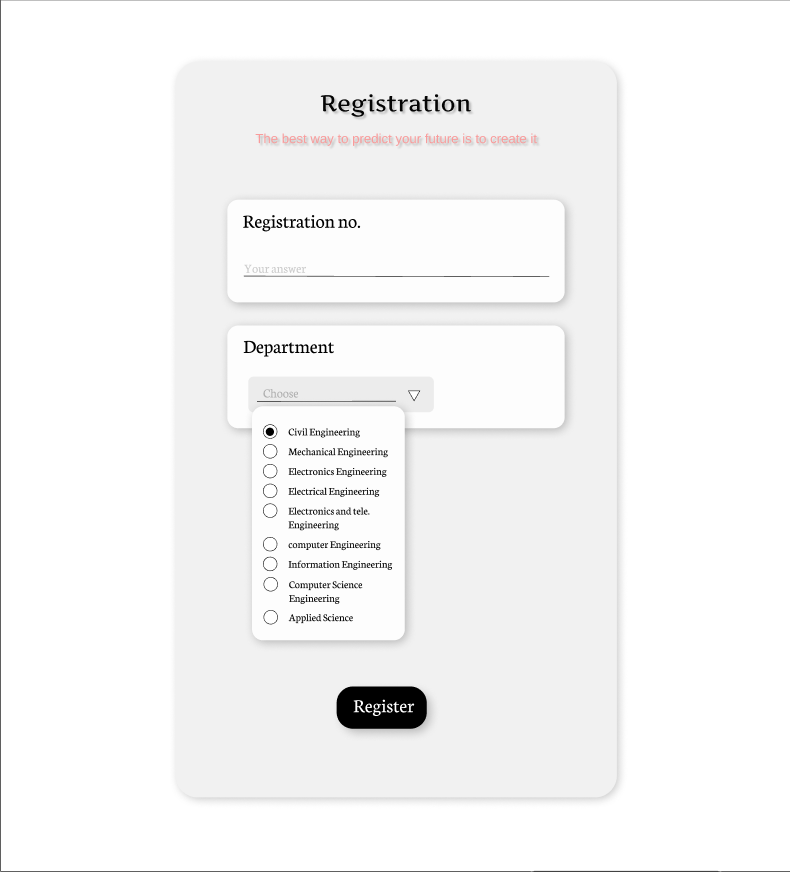 Registration
The best way to predict your future is to create it
Registration no.
Your answer
Department
Choose
Civil Engineering
Mechanical Engineering
Electronics Engineering
Electrical Engineering
Electronics and tele.
Engineering
computer Engineering
Information Engineering
Computer Science
Engineering
Applied Science
Register